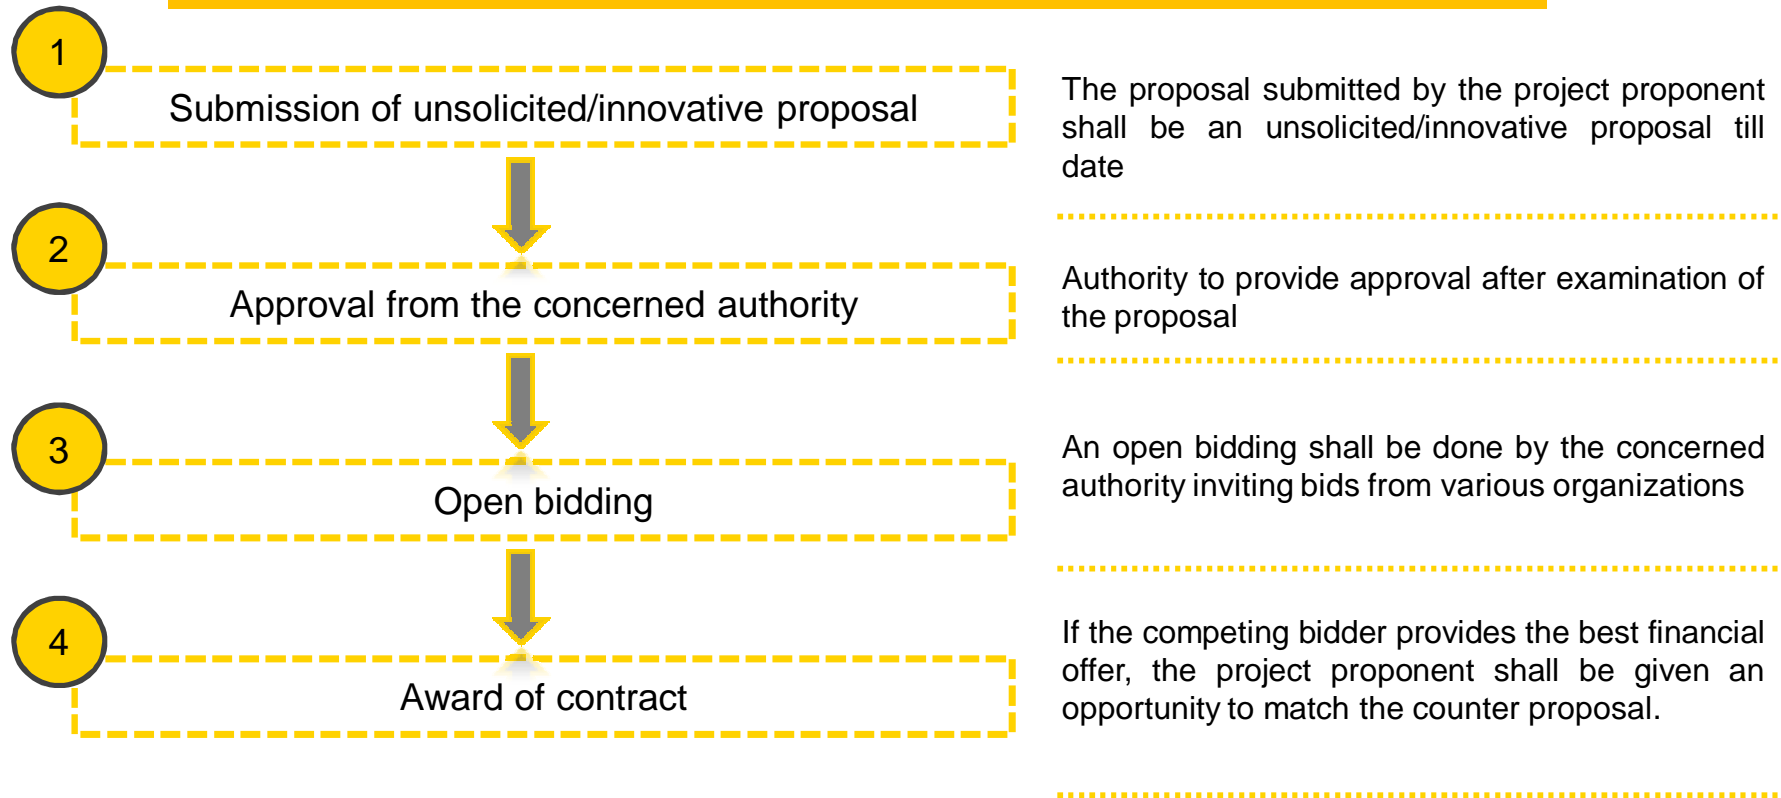 1
Submission of unsolicited/innovative proposal
The proposal submitted by the project proponent
shall be an unsolicited/innovative proposal till
date
2
Approval from the concerned authority
Authority to provide approval after examination of
the proposal
3
Open bidding
An open bidding shall be done by the concerned
authority inviting bids from various organizations
4
Award of contract
If the competing bidder provides the best financial
offer, the project proponent shall be given an
opportunity to match the counter proposal.